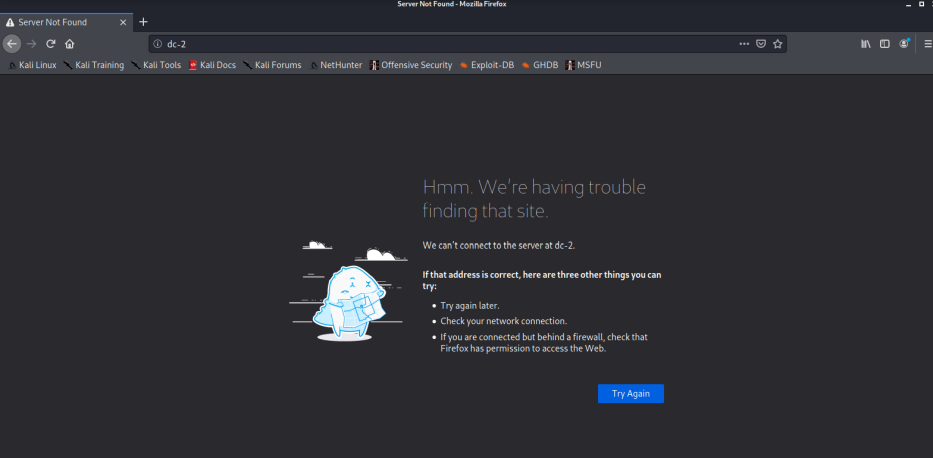 Server Not Found - Mozilla Firefox
Server Not Found
dc-2
Kali Linux Kali Training Kali Tools Kali Docs Kali Forums NetHunter Offensive Security Exploit-DB GHDB MSFU
Hmm. We're having trouble
finding that site.
We can't connect to the server at dc-2.
If that address is correct, here are three other things you can
try:
• Try again later.
• Check your network connection.
• If you are connected but behind a firewall, check that
Firefox has permission to access the Web.
Try Again